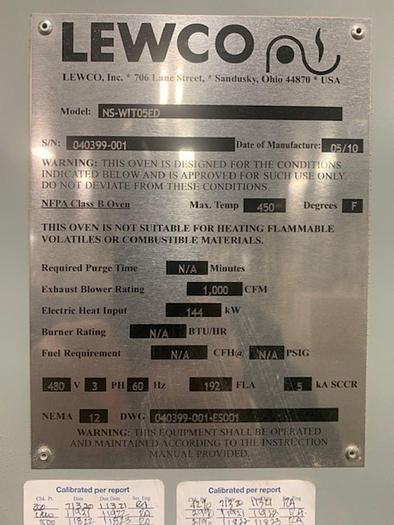 LEWCO
LEWCO, Inc. * 706 Lane Street, * Sandusky, Ohio 44870 * USA
Model: NS-WIT05ED
S/N: 040399-001 Date of Manufacture: 05/10
WARNING: THIS OVEN IS DESIGNED FOR THE CONDITIONS
INDICATED BELOW AND IS APPROVED FOR SUCH USE ONLY.
DO NOT DEVIATE FROM THESE CONDITIONS.
NFPA Class B Oven Max. Temp 450 Degrees F
THIS OVEN IS NOT SUITABLE FOR HEATING FLAMMABLE
VOLATILES OR COMBUSTIBLE MATERIALS.
Required Purge Time N/A Minutes
Exhaust Blower Rating 1,000 CFM
Electric Heat Input 144 kW
Burner Rating N/A BTU/HR
Fuel Requirement N/A CFH@ N/A PSIG
480 V 3 PH 60 Hz 192 FLA 5 kA SCCR
NEMA 12 DWG 040399-001-ES001
WARNING: THIS EQUIPMENT SHALL BE OPERATED
AND MAINTAINED ACCORDING TO THE INSTRUCTION
MANUAL PROVIDED.
Calibrated per report Calibrated per report
Date Due Date